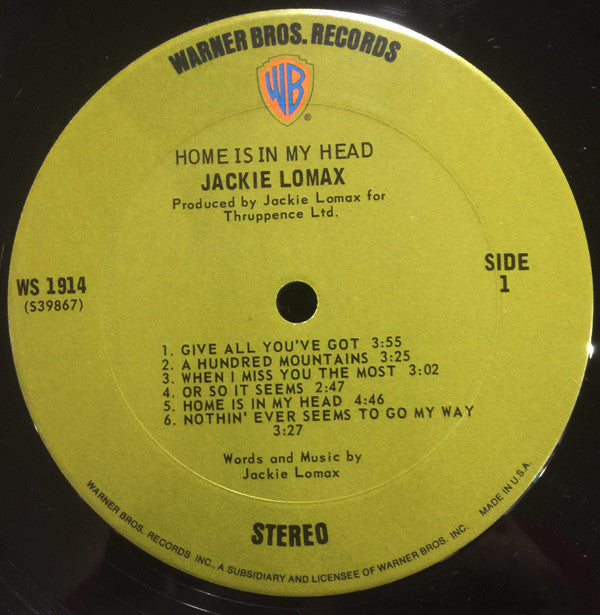 WARNER BROS. RECORDS
WB
®
HOME IS IN MY HEAD
JACKIE LOMAX
Produced by Jackie Lomax for
Thruppence Ltd.
WS 1914
(S39867)
SIDE
1
1. GIVE ALL YOU'VE GOT 3:55
2. A HUNDRED MOUNTAINS 3:25
3. WHEN I MISS YOU THE MOST 3:02
4. OR SO IT SEEMS 2:47
5. HOME IS IN MY HEAD 4:46
6. NOTHIN' EVER SEEMS TO GO MY WAY
3:27
Words and Music by
Jackie Lomax
STEREO
WARNER BROS. RECORDS INC., A SUBSIDIARY AND LICENSEE OF WARNER BROS. INC. MADE IN U.S.A.